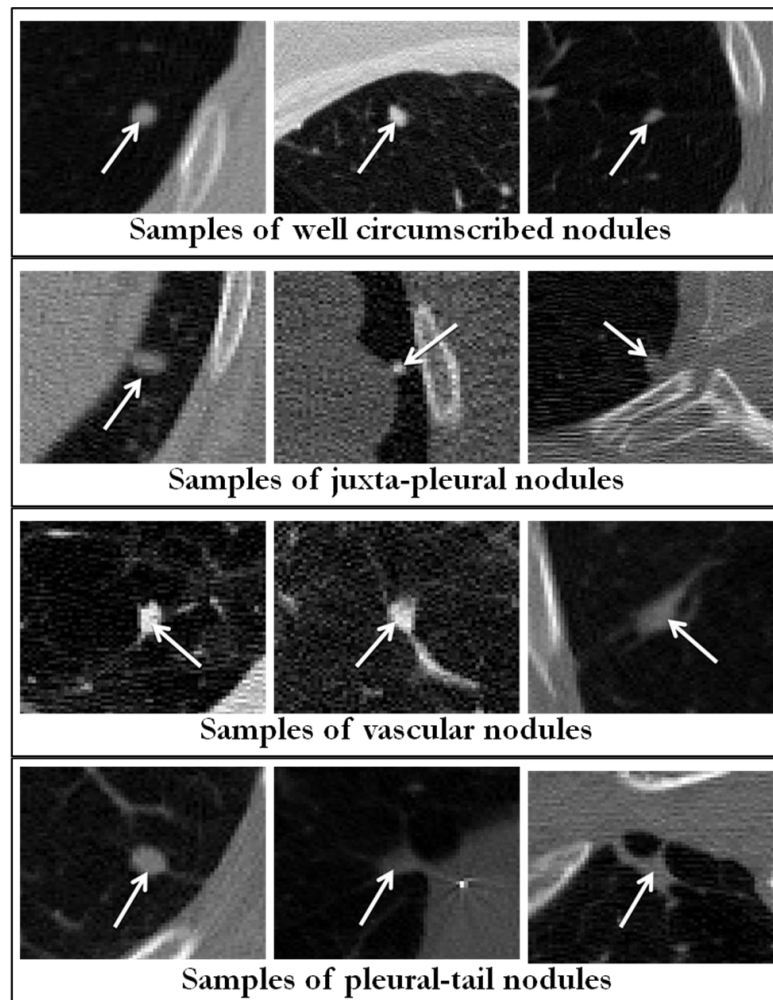 Samples of well circumscribed nodules
Samples of juxta-pleural nodules
Samples of vascular nodules
Samples of pleural-tail nodules